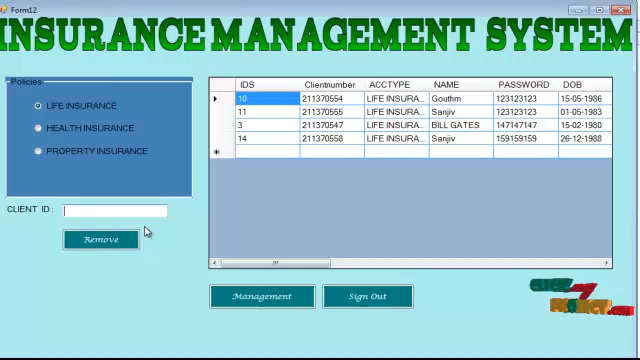 Form12
INSURANCE MANAGEMENT SYSTEM
Policies
LIFE INSURANCE
HEALTH INSURANCE
PROPERTY INSURANCE
CLIENT ID :
Remove
IDS Clientnumber ACCTYPE NAME PASSWORD DOB
10 211370554 LIFE INSURA... Gouthm 123123123 15-05-1986
11 211370555 LIFE INSURA... Sanjiv 123123123 01-05-1983
3 211370547 LIFE INSURA... BILL GATES 147147147 15-02-1980
14 211370558 LIFE INSURA... Sanjiv 159159159 26-12-1988
Management
Sign Out
CLICK
PROJECT.COM